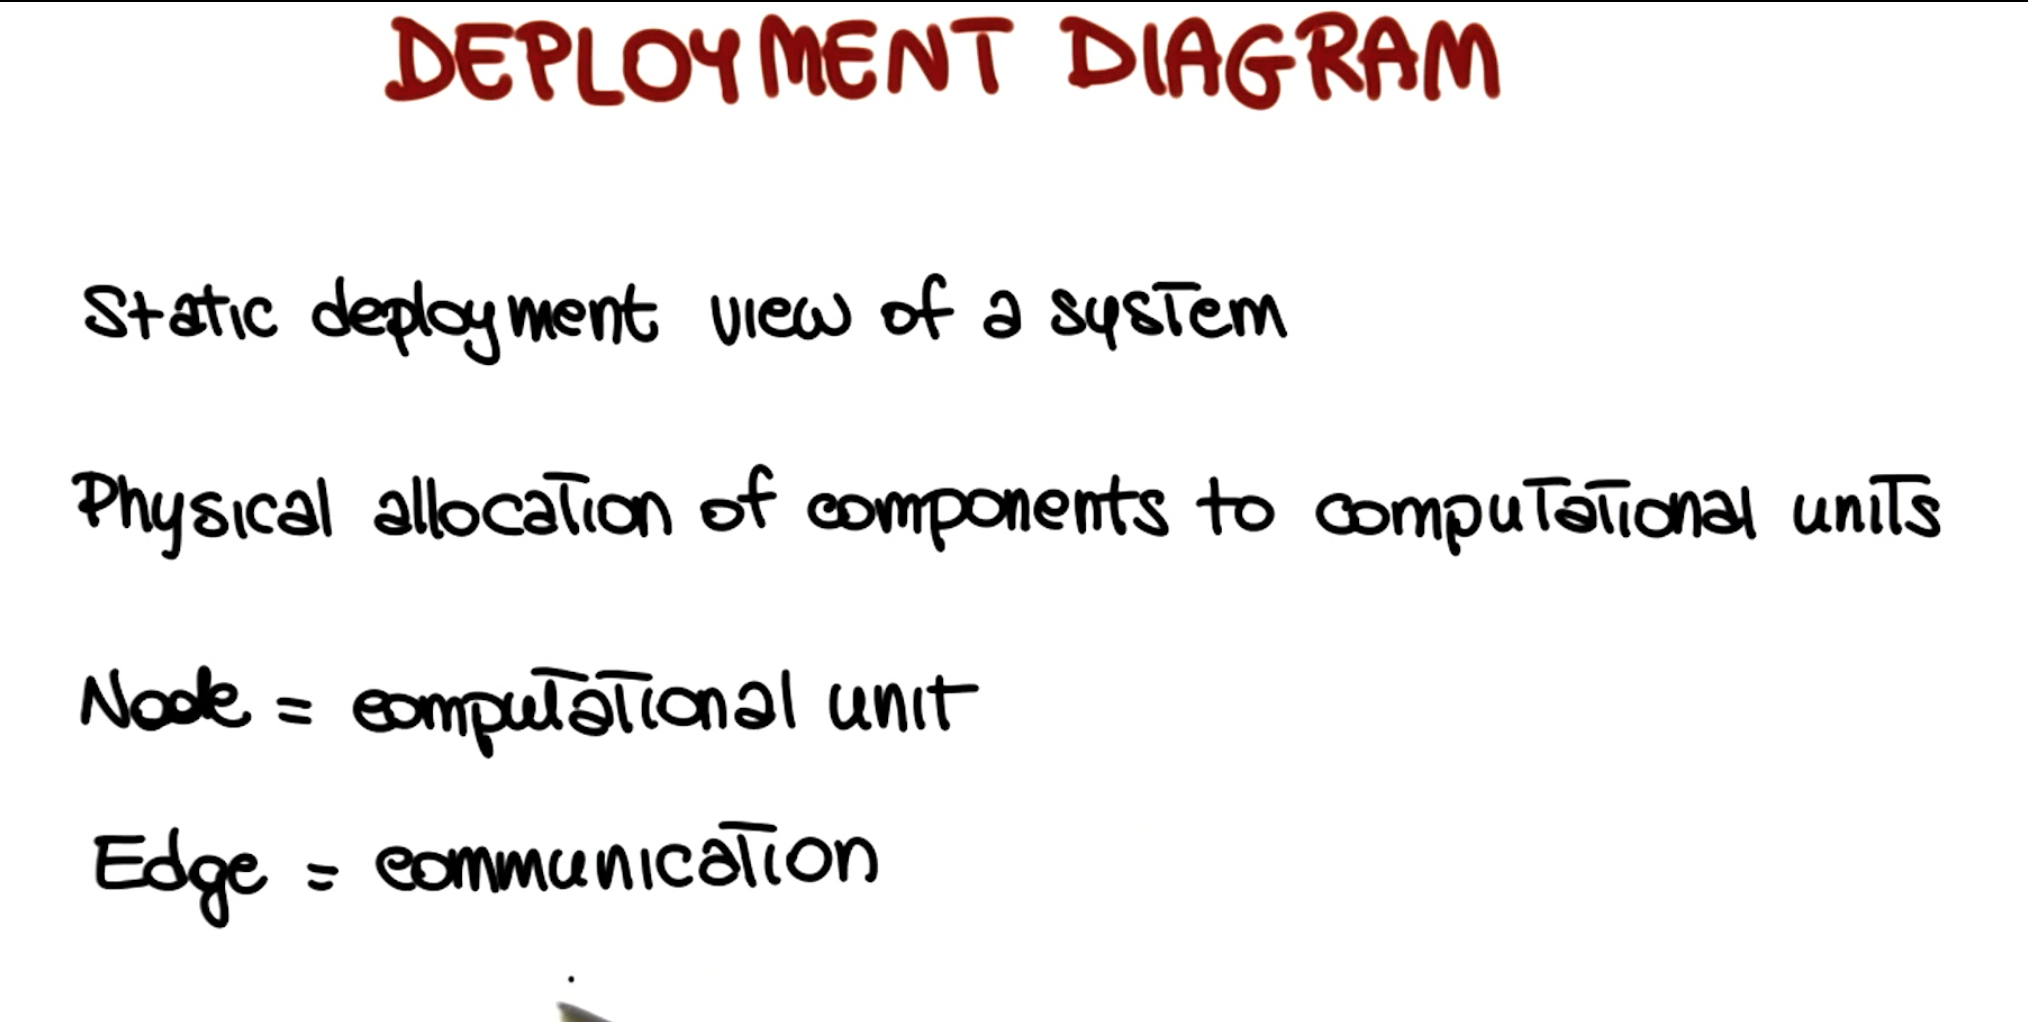 DEPLOYMENT DIAGRAM
Static deployment view of a system
Physical allocation of components to computational units
Node = computational unit
Edge = communication